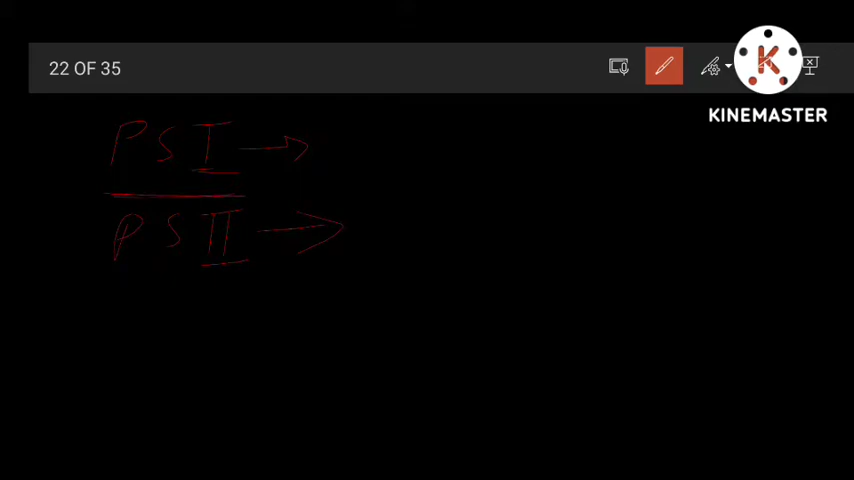 22 OF 35
KINEMASTER
PS I →
PS II →